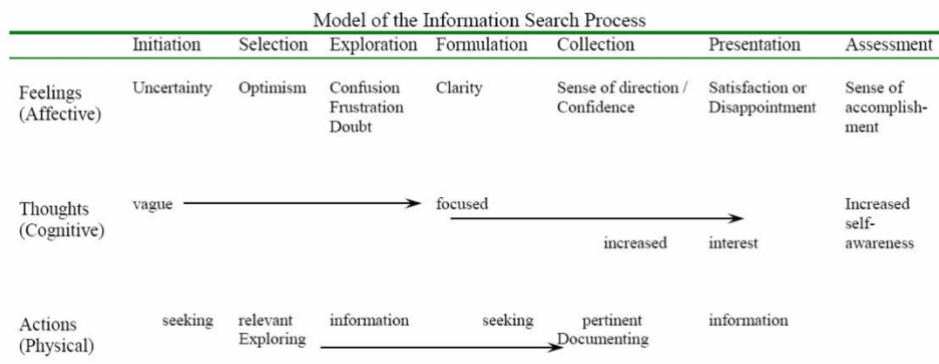 Model of the Information Search Process
Initiation Selection Exploration Formulation Collection Presentation Assessment
Feelings (Affective) Uncertainty Optimism Confusion Frustration Doubt Clarity Sense of direction / Confidence Satisfaction or Disappointment Sense of accomplish-ment
Thoughts (Cognitive) vague focused Increased self-awareness
increased interest
Actions (Physical) seeking relevant information seeking pertinent information
Exploring Documenting